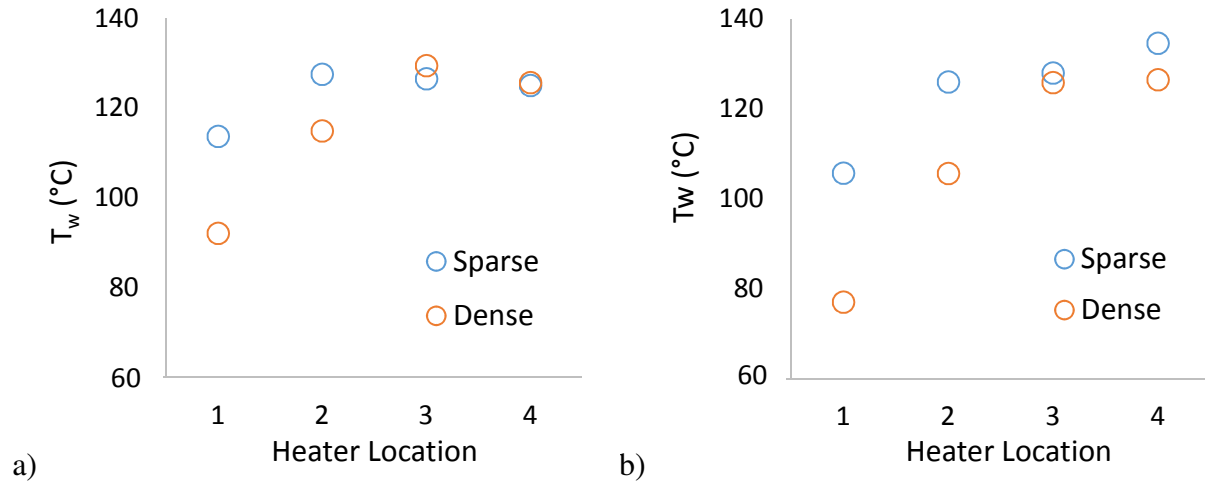 140
120
100
80
60
T_w (°C)
Sparse
Dense
1 2 3 4
Heater Location
a)
140
120
100
80
60
Tw (°C)
Sparse
Dense
1 2 3 4
Heater Location
b)